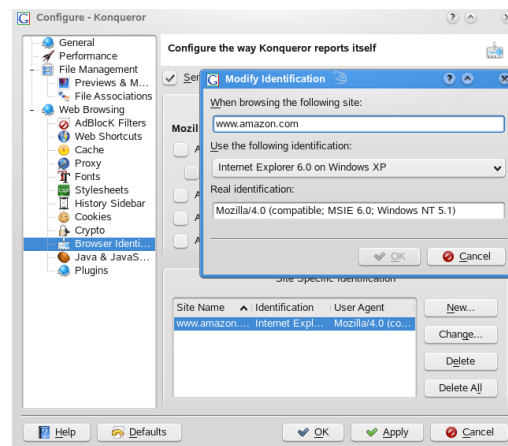 Configure - Konqueror
General
Performance
File Management
Previews & M...
File Associations
Web Browsing
AdBlocK Filters
Web Shortcuts
Cache
Proxy
Fonts
Stylesheets
History Sidebar
Cookies
Crypto
Browser Identi...
Java & JavaS...
Plugins
Configure the way Konqueror reports itself
Ser
Mozil
A
A
A
A
Modify Identification
When browsing the following site:
www.amazon.com
Use the following identification:
Internet Explorer 6.0 on Windows XP
Real identification:
Mozilla/4.0 (compatible; MSIE 6.0; Windows NT 5.1)
OK
Cancel
Site Specific Identification
Site Name Identification User Agent
www.amazon.... Internet Expl... Mozilla/4.0 (co...
New...
Change...
Delete
Delete All
Help
Defaults
OK
Apply
Cancel